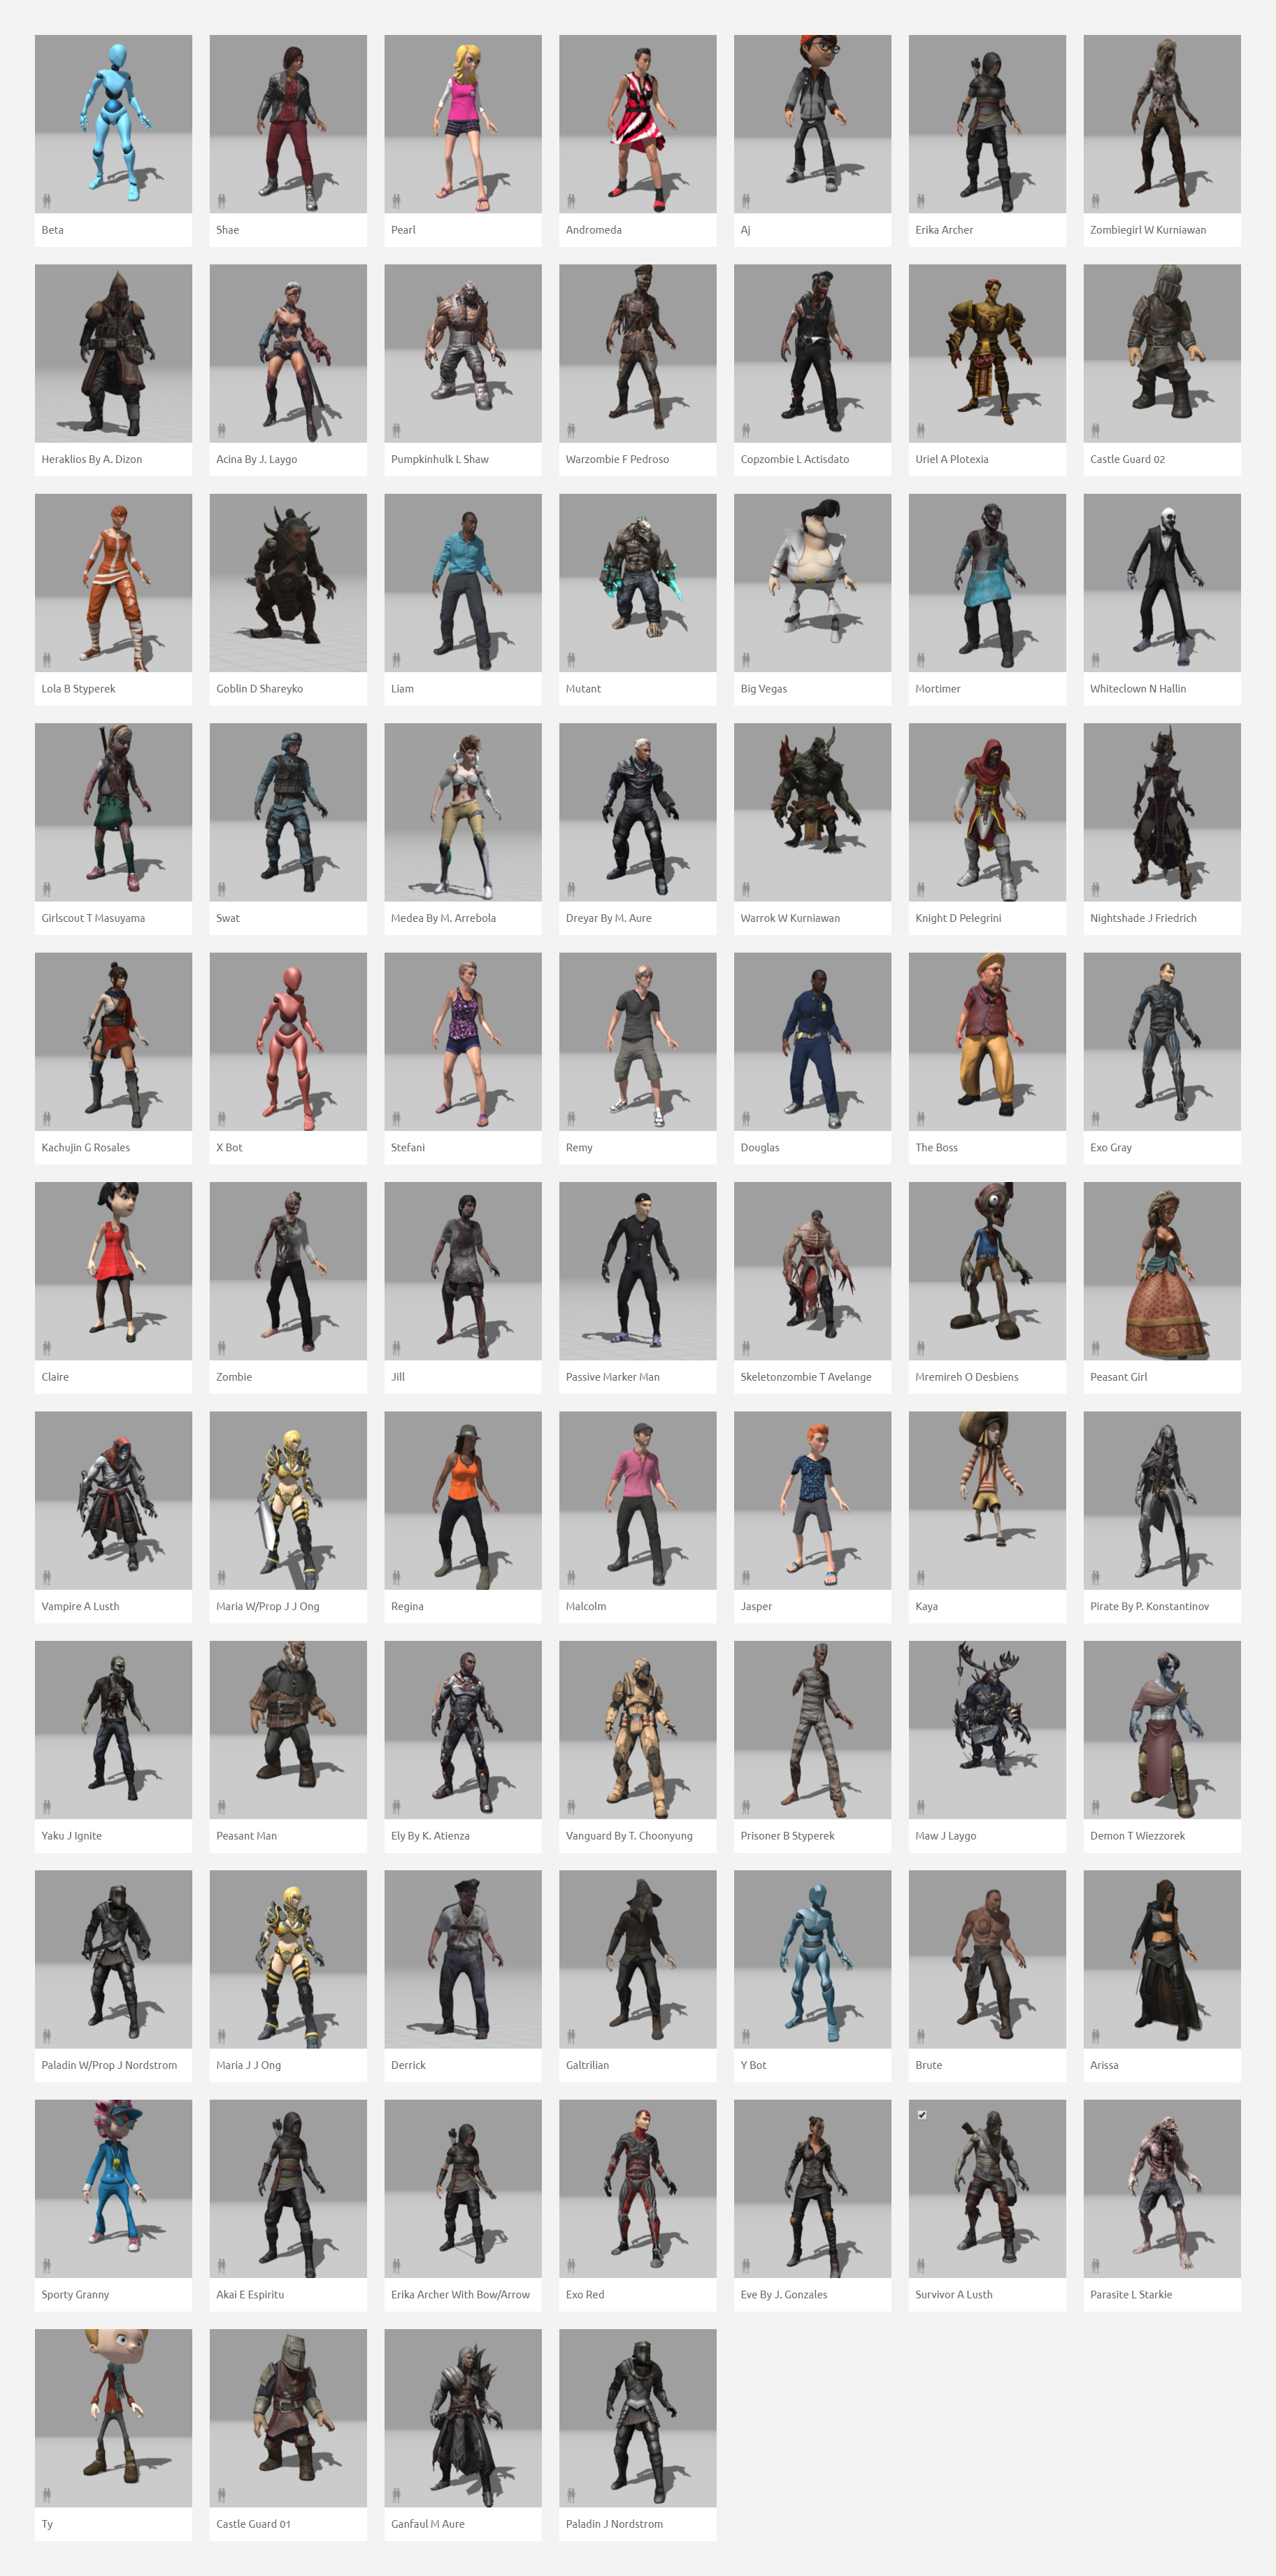 Beta
Shae
Pearl
Andromeda
Aj
Erika Archer
Zombiegirl W Kurniawan
Heraklios By A. Dizon
Acina By J. Laygo
Pumpkinhulk L Shaw
Warzombie F Pedroso
Copzombie L Actisdato
Uriel A Plotexia
Castle Guard 02
Lola B Styperek
Goblin D Shareyko
Liam
Mutant
Big Vegas
Mortimer
Whiteclown N Hallin
Girlscout T Masuyama
Swat
Medea By M. Arrebola
Dreyar By M. Aure
Warrok W Kurniawan
Knight D Pelegrini
Nightshade J Friedrich
Kachujin G Rosales
X Bot
Stefani
Remy
Douglas
The Boss
Exo Gray
Claire
Zombie
Jill
Passive Marker Man
Skeletonzombie T Avelange
Mremireh O Desbiens
Peasant Girl
Vampire A Lusth
Maria W/Prop J J Ong
Regina
Malcolm
Jasper
Kaya
Pirate By P. Konstantinov
Yaku J Ignite
Peasant Man
Ely By K. Atienza
Vanguard By T. Choonyung
Prisoner B Styperek
Maw J Laygo
Demon T Wiezzorek
Paladin W/Prop J Nordstrom
Maria J J Ong
Derrick
Galtrilian
Y Bot
Brute
Arissa
Sporty Granny
Akai E Espiritu
Erika Archer With Bow/Arrow
Exo Red
Eve By J. Gonzales
Survivor A Lusth
Parasite L Starkie
Ty
Castle Guard 01
Ganfaul M Aure
Paladin J Nordstrom